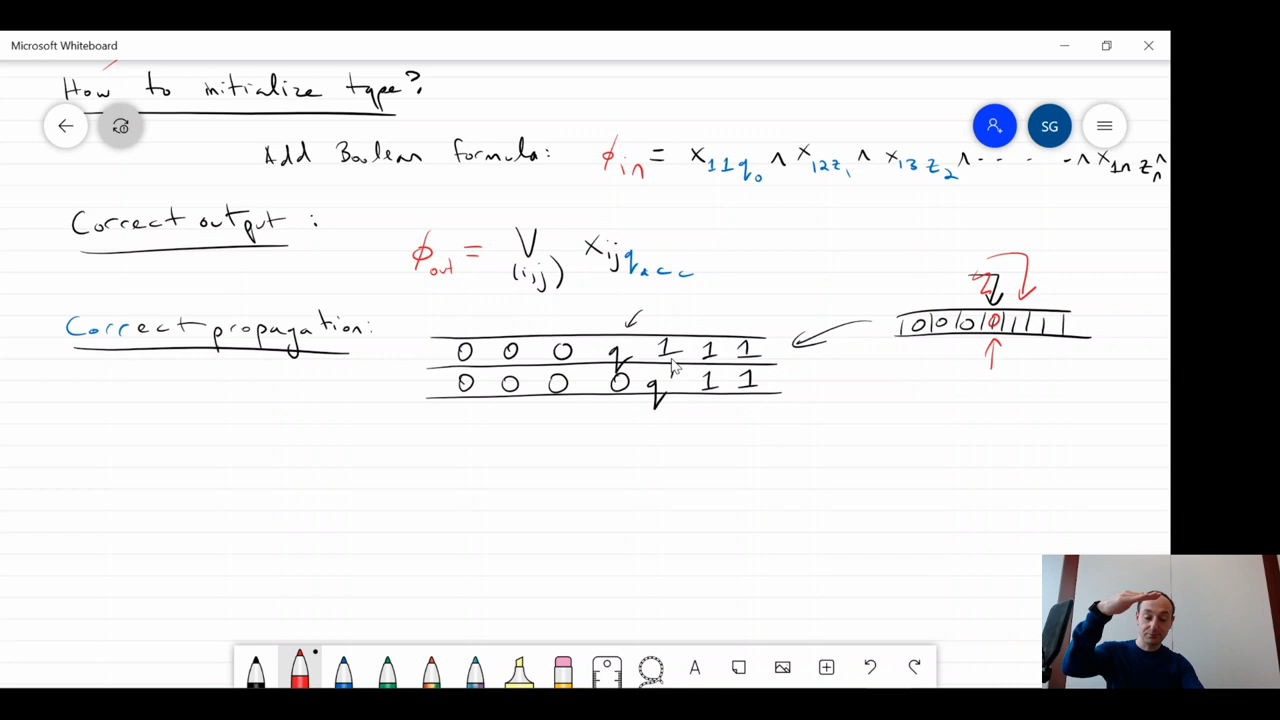 Microsoft Whiteboard
How to initialize type?
SG
Add Boolean formula: ϕin = x11q0 ∧ x12z1 ∧ x13z2 ∧ - - - - - ∧ x1nzn ∧
Correct output :
ϕout = V(i,j) xijqacc
0 0 0 0 1 1 1
Correct propagation:
0 0 0 q 1 1 1
0 0 0 0 q 1 1
A